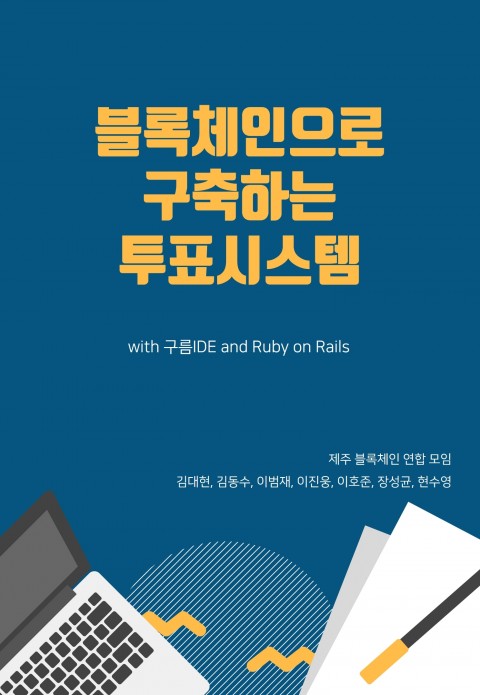 블록체인으로
구축하는
투표시스템
with 구름IDE and Ruby on Rails
제주 블록체인 연합 모임
김대현, 김동수, 이범재, 이진웅, 이호준, 장성균, 현수영